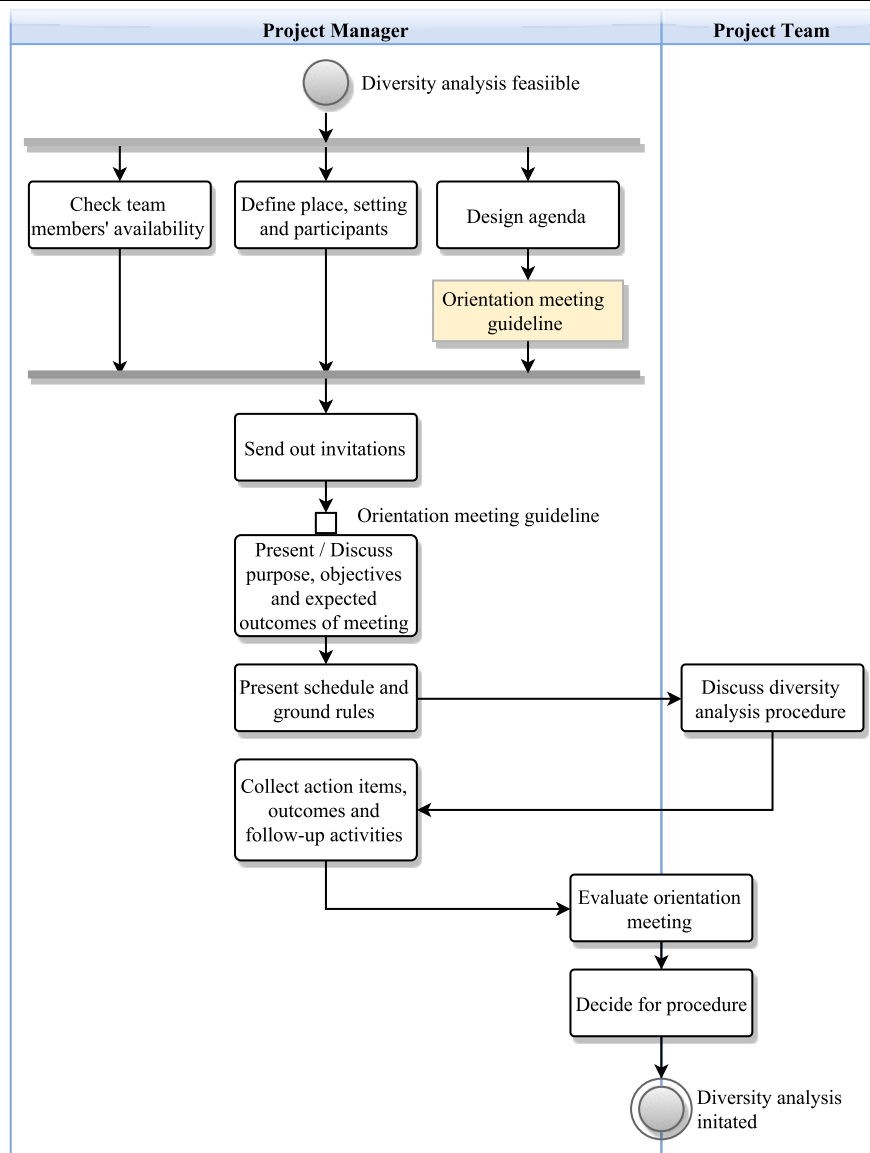 Project Manager
Project Team
Diversity analysis feasiible
Check team
members' availability
Define place, setting
and participants
Design agenda
Orientation meeting
guideline
Send out invitations
Orientation meeting guideline
Present / Discuss
purpose, objectives
and expected
outcomes of meeting
Present schedule and
ground rules
Discuss diversity
analysis procedure
Collect action items,
outcomes and
follow-up activities
Evaluate orientation
meeting
Decide for procedure
Diversity analysis
initated